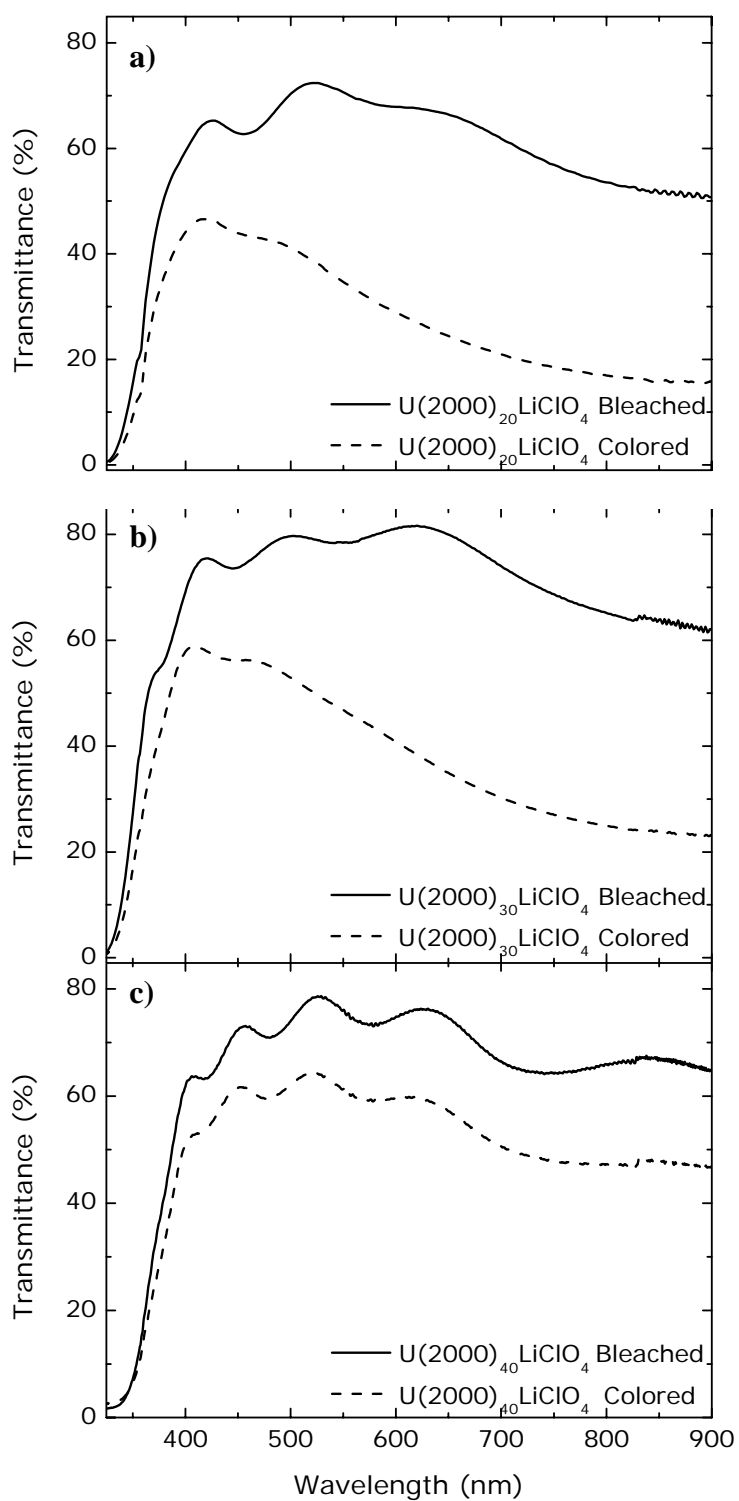 a)
80
60
40
20
0
Transmittance (%)
U(2000)₂₀LiClO₄ Bleached
U(2000)₂₀LiClO₄ Colored
b)
80
60
40
20
0
Transmittance (%)
U(2000)₃₀LiClO₄ Bleached
U(2000)₃₀LiClO₄ Colored
c)
80
60
40
20
0
Transmittance (%)
U(2000)₄₀LiClO₄ Bleached
U(2000)₄₀LiClO₄ Colored
400 500 600 700 800 900
Wavelength (nm)